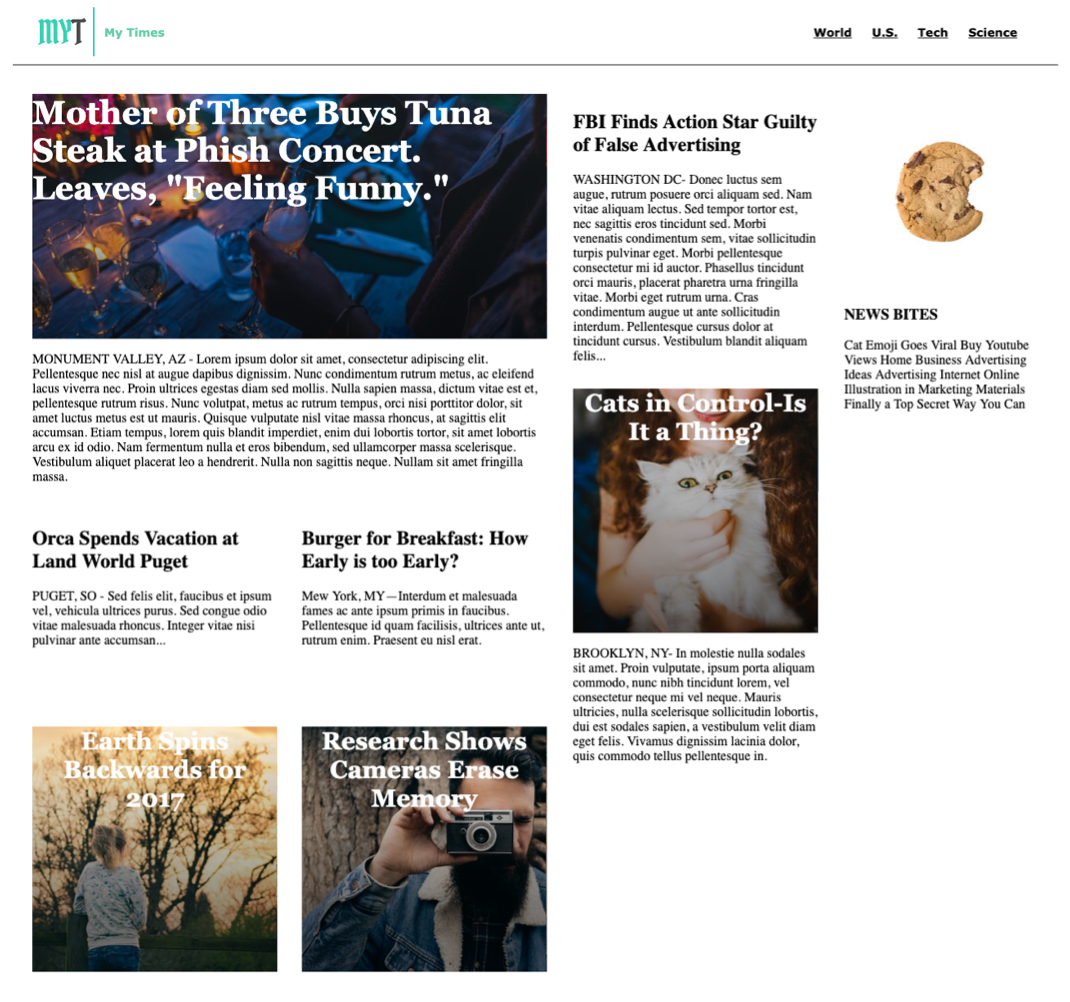 MYT
My Times
World U.S. Tech Science
Mother of Three Buys Tuna
Steak at Phish Concert.
Leaves, "Feeling Funny."
MONUMENT VALLEY, AZ - Lorem ipsum dolor sit amet, consectetur adipiscing elit.
Pellentesque nec nisl at augue dapibus dignissim. Nunc condimentum rutrum metus, ac eleifend
lacus viverra nec. Proin ultrices egestas diam sed mollis. Nulla sapien massa, dictum vitae est et,
pellentesque rutrum risus. Nunc volutpat, metus ac rutrum tempus, orci nisi porttitor dolor, sit
amet luctus metus est ut mauris. Quisque vulputate nisl vitae massa rhoncus, at sagittis elit
accumsan. Etiam tempus, lorem quis blandit imperdiet, enim dui lobortis tortor, sit amet lobortis
arcu ex id odio. Nam fermentum nulla et eros bibendum, sed ullamcorper massa scelerisque.
Vestibulum aliquet placerat leo a hendrerit. Nulla non sagittis neque. Nullam sit amet fringilla
massa.
Orca Spends Vacation at
Land World Puget
PUGET, SO - Sed felis elit, faucibus et ipsum
vel, vehicula ultrices purus. Sed congue odio
vitae malesuada rhoncus. Integer vitae nisi
pulvinar ante accumsan...
Burger for Breakfast: How
Early is too Early?
Mew York, MY—Interdum et malesuada
fames ac ante ipsum primis in faucibus.
Pellentesque id quam facilisis, ultrices ante ut,
rutrum enim. Praesent eu nisl erat.
Earth Spins
Backwards for
2017
Research Shows
Cameras Erase
Memory
FBI Finds Action Star Guilty
of False Advertising
WASHINGTON DC- Donec luctus sem
augue, rutrum posuere orci aliquam sed. Nam
vitae aliquam lectus. Sed tempor tortor est,
nec sagittis eros tincidunt sed. Morbi
venenatis condimentum sem, vitae sollicitudin
turpis pulvinar eget. Morbi pellentesque
consectetur mi id auctor. Phasellus tincidunt
orci mauris, placerat pharetra urna fringilla
vitae. Morbi eget rutrum urna. Cras
condimentum augue ut ante sollicitudin
interdum. Pellentesque cursus dolor at
tincidunt cursus. Vestibulum blandit aliquam
felis...
Cats in Control-Is
It a Thing?
BROOKLYN, NY- In molestie nulla sodales
sit amet. Proin vulputate, ipsum porta aliquam
commodo, nunc nibh tincidunt lorem, vel
consectetur neque mi vel neque. Mauris
ultricies, nulla scelerisque sollicitudin lobortis,
dui est sodales sapien, a vestibulum velit diam
eget felis. Vivamus dignissim lacinia dolor,
quis commodo tellus pellentesque in.
NEWS BITES
Cat Emoji Goes Viral Buy Youtube
Views Home Business Advertising
Ideas Advertising Internet Online
Illustration in Marketing Materials
Finally a Top Secret Way You Can